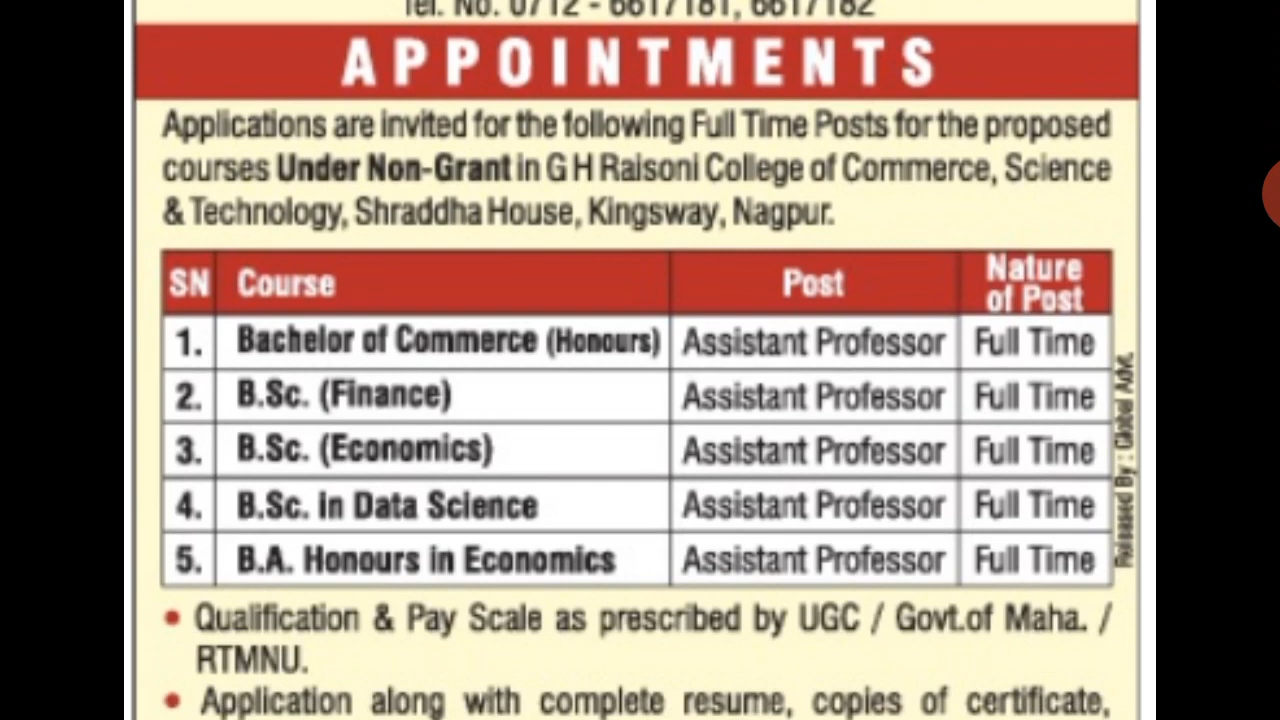 Tel. No. 0712 - 6617181, 6617182
APPOINTMENTS
Applications are invited for the following Full Time Posts for the proposed
courses Under Non-Grant in G H Raisoni College of Commerce, Science
& Technology, Shraddha House, Kingsway, Nagpur.
SN Course Post Nature of Post
1. Bachelor of Commerce (Honours) Assistant Professor Full Time
2. B.Sc. (Finance) Assistant Professor Full Time
3. B.Sc. (Economics) Assistant Professor Full Time
4. B.Sc. in Data Science Assistant Professor Full Time
5. B.A. Honours in Economics Assistant Professor Full Time
Released By : Global Advt.
• Qualification & Pay Scale as prescribed by UGC / Govt.of Maha. /
RTMNU.
• Application along with complete resume, copies of certificate,